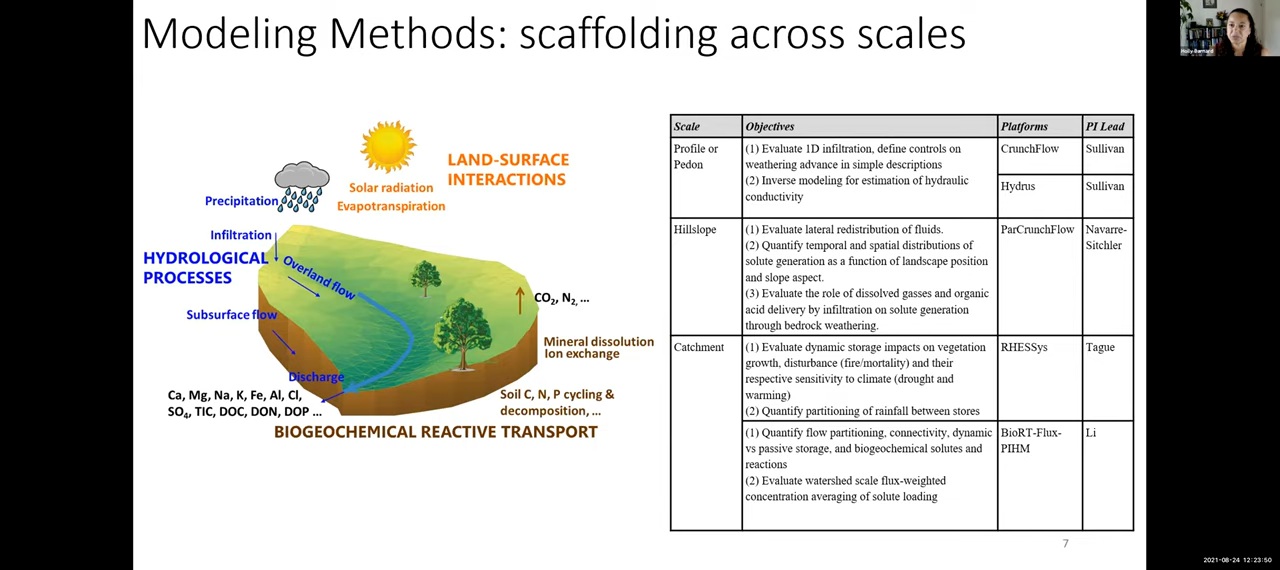 Modeling Methods: scaffolding across scales
Holly Barnard
LAND-SURFACE
INTERACTIONS
Solar radiation
Evapotranspiration
Precipitation
Infiltration
HYDROLOGICAL
PROCESSES
Overland flow
Subsurface flow
Discharge
CO2, N2, ...
Mineral dissolution
Ion exchange
Ca, Mg, Na, K, Fe, Al, Cl,
SO4, TIC, DOC, DON, DOP ...
Soil C, N, P cycling &
decomposition, ...
BIOGEOCHEMICAL REACTIVE TRANSPORT
Scale Objectives Platforms PI Lead
Profile or
Pedon
(1) Evaluate 1D infiltration, define controls on
weathering advance in simple descriptions
(2) Inverse modeling for estimation of hydraulic
conductivity
CrunchFlow Sullivan
Hydrus Sullivan
Hillslope
(1) Evaluate lateral redistribution of fluids.
(2) Quantify temporal and spatial distributions of
solute generation as a function of landscape position
and slope aspect.
(3) Evaluate the role of dissolved gasses and organic
acid delivery by infiltration on solute generation
through bedrock weathering.
ParCrunchFlow
Navarre-
Sitchler
Catchment
(1) Evaluate dynamic storage impacts on vegetation
growth, disturbance (fire/mortality) and their
respective sensitivity to climate (drought and
warming)
(2) Quantify partitioning of rainfall between stores
RHESSys
Tague
(1) Quantify flow partitioning, connectivity, dynamic
vs passive storage, and biogeochemical solutes and
reactions
(2) Evaluate watershed scale flux-weighted
concentration averaging of solute loading
BioRT-Flux-
PIHM
Li
7
2021-08-24 12:23:50